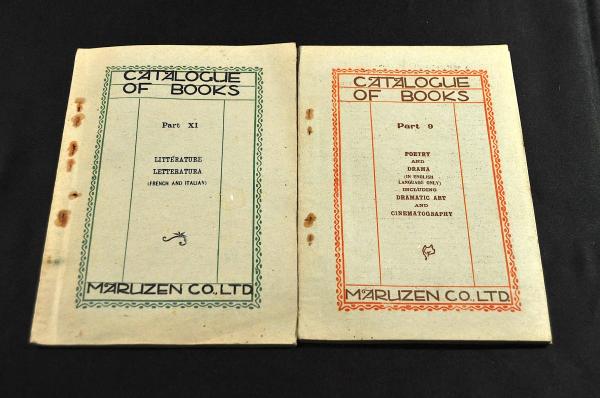 CATALOGUE
OF BOOKS
Part XI
LITTÉRATURE
LETTERATURA
(FRENCH AND ITALIAN)
MARUZEN CO., LTD.
CATALOGUE
OF BOOKS
Part 9
POETRY
AND
DRAMA
(IN ENGLISH
LANGUAGE ONLY)
INCLUDING
DRAMATIC ART
AND
CINEMATOGRAPHY
MARUZEN CO., LTD.